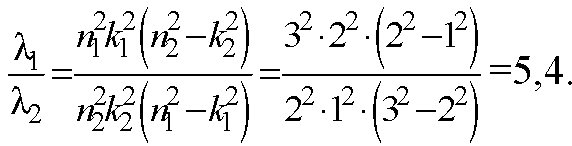 λ₁/λ₂ = n₁²k₁²(n₂²−k₂²)/n₂²k₂²(n₁²−k₁²) = 3²·2²·(2²−1²)/2²·1²·(3²−2²) =5,4.